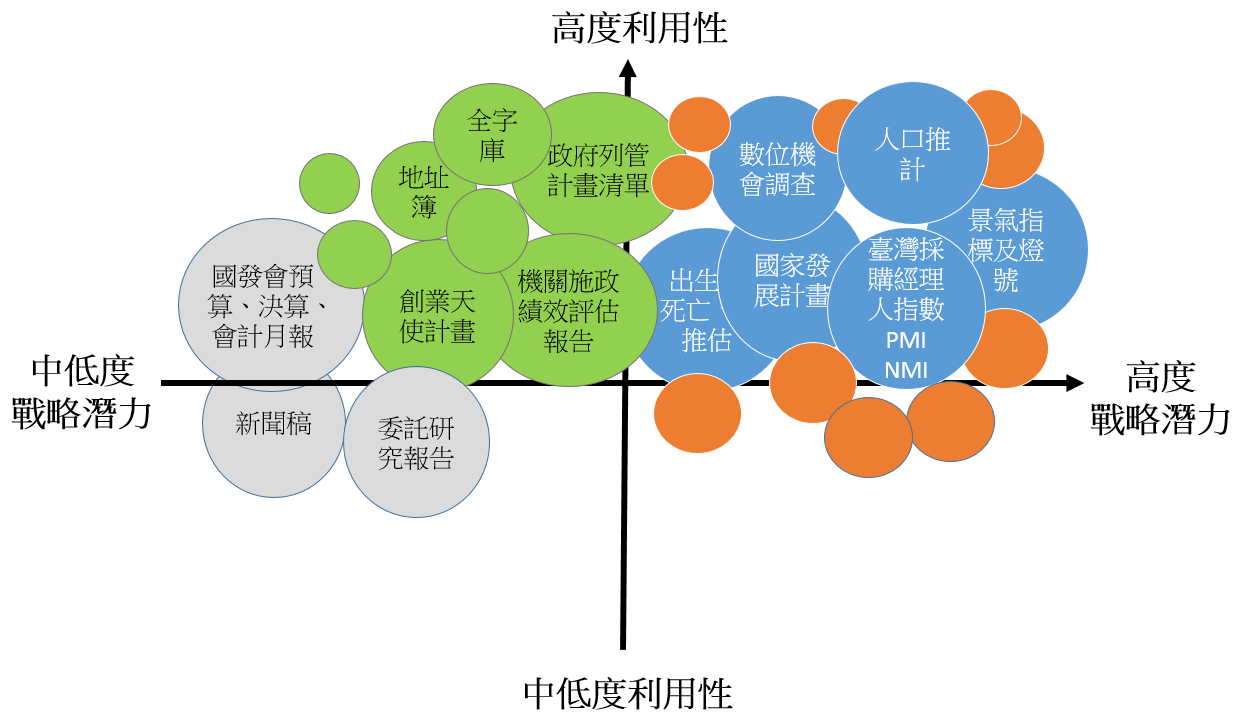 高度利用性
全字
庫
政府列管
計畫清單
地址
簿
數位機
會調查
人口推
計
國發會預
算、決算、
會計月報
創業天
使計畫
機關施政
績效評估
報告
出生
死亡
推估
國家發
展計畫
臺灣採
購經理
人指數
PMI
NMI
景氣指
標及燈
號
中低度
戰略潛力
高度
戰略潛力
新聞稿
委託研
究報告
中低度利用性